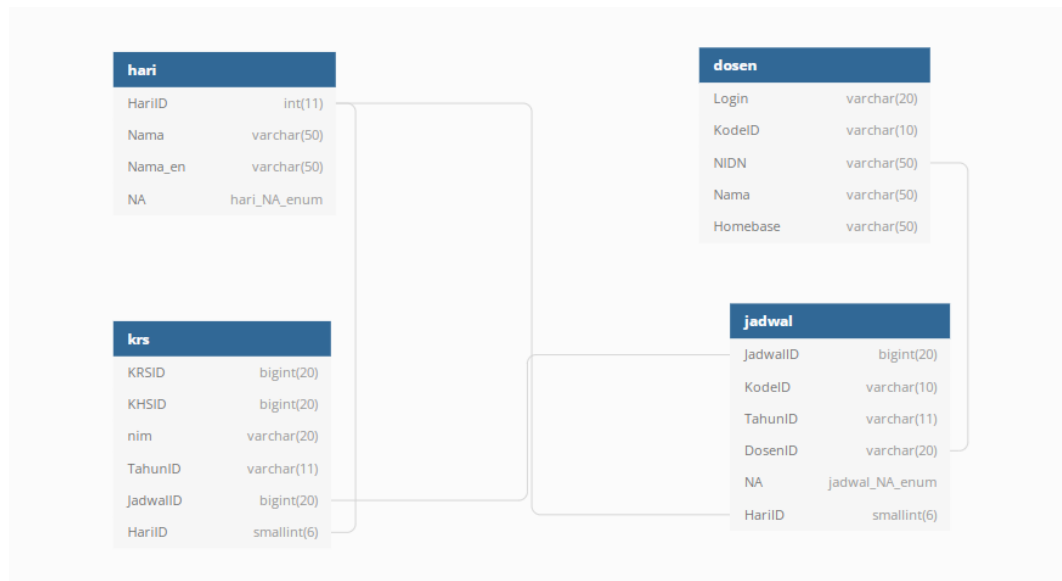 hari
HariID int(11)
Nama varchar(50)
Nama_en varchar(50)
NA hari_NA_enum
dosen
Login varchar(20)
KodeID varchar(10)
NIDN varchar(50)
Nama varchar(50)
Homebase varchar(50)
krs
KRSID bigint(20)
KHSID bigint(20)
nim varchar(20)
TahunID varchar(11)
JadwalID bigint(20)
HariID smallint(6)
jadwal
JadwalID bigint(20)
KodeID varchar(10)
TahunID varchar(11)
DosenID varchar(20)
NA jadwal_NA_enum
HariID smallint(6)